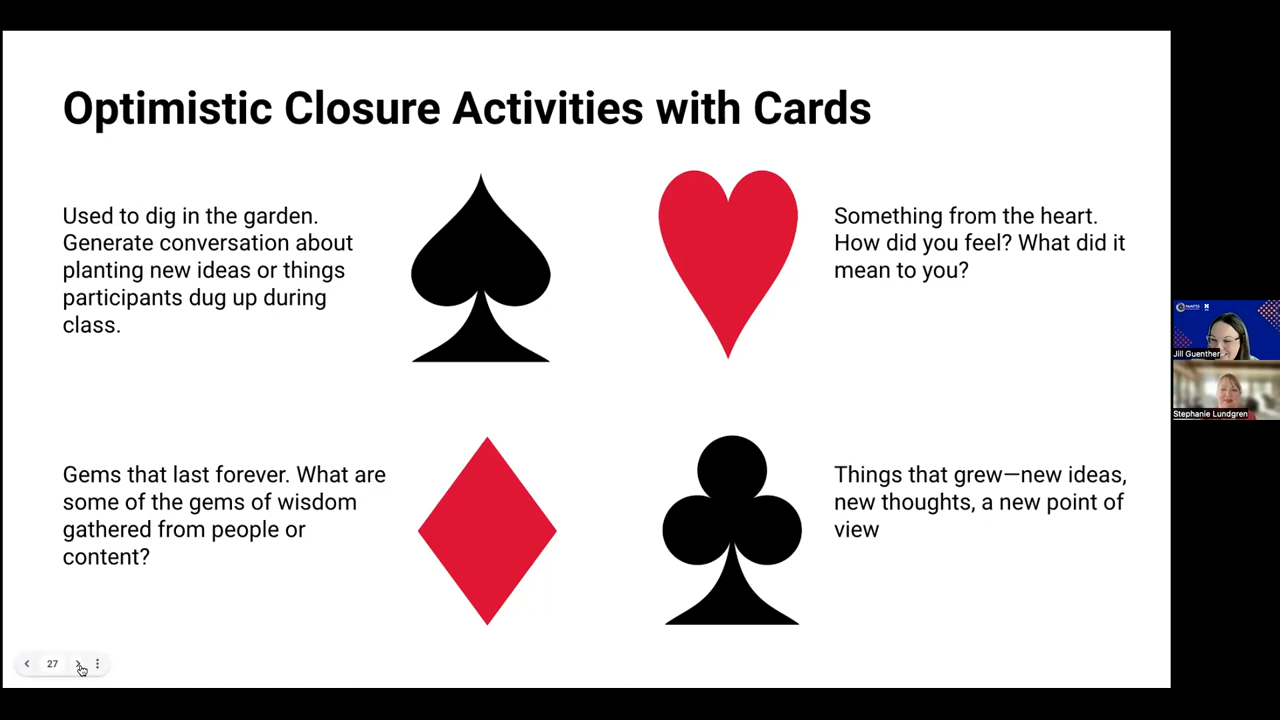 Optimistic Closure Activities with Cards
Used to dig in the garden.
Generate conversation about
planting new ideas or things
participants dug up during
class.
Something from the heart.
How did you feel? What did it
mean to you?
Gems that last forever. What are
some of the gems of wisdom
gathered from people or
content?
Things that grew—new ideas,
new thoughts, a new point of
view
27
Jill Guenther
Stephanie Lundgren